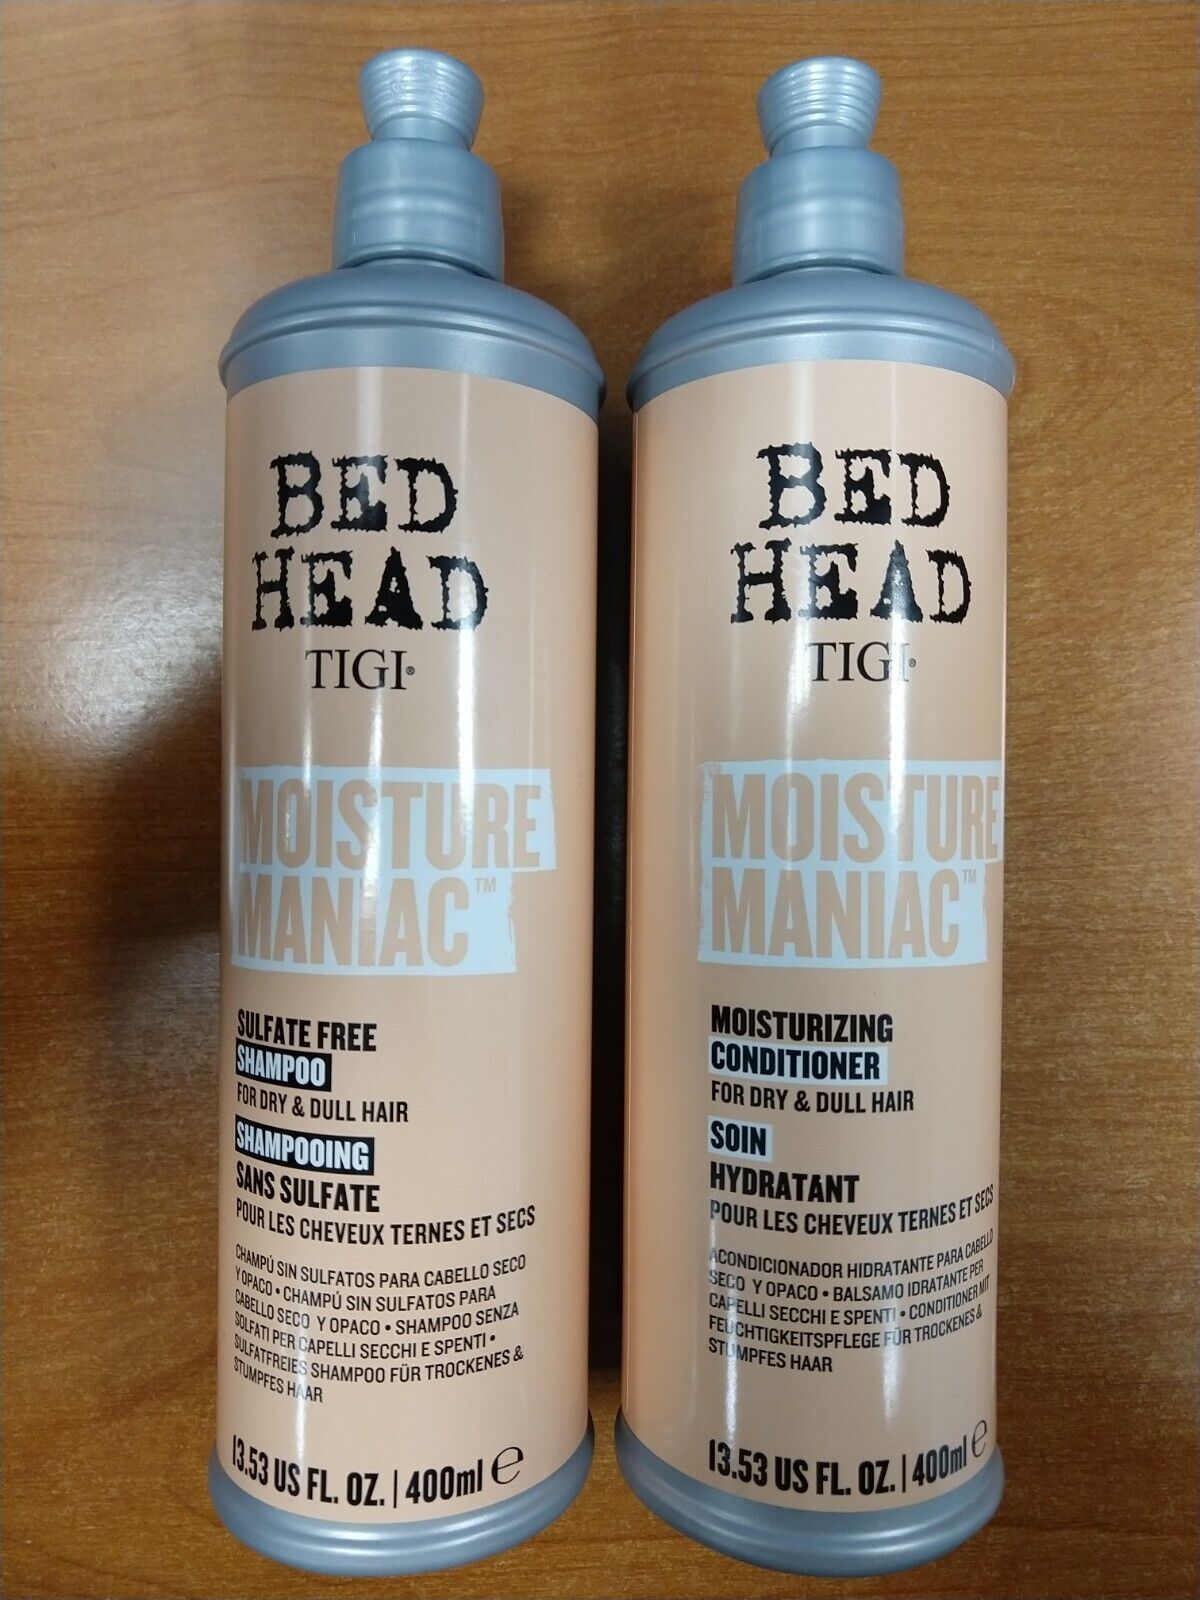 BED
HEAD
TIGI®
MOISTURE
MANIAC™
SULFATE FREE
SHAMPOO
FOR DRY & DULL HAIR
SHAMPOOING
SANS SULFATE
POUR LES CHEVEUX TERNES ET SECS
CHAMPÚ SIN SULFATOS PARA CABELLO SECO
Y OPACO • CHAMPÚ SIN SULFATOS PARA
CABELLO SECO Y OPACO • SHAMPOO SENZA
SOLFATI PER CAPELLI SECCHI E SPENTI •
SULFATFREIES SHAMPOO FÜR TROCKENES &
STUMPFES HAAR
13.53 US FL. OZ. | 400ml ℮
BED
HEAD
TIGI®
MOISTURE
MANIAC™
MOISTURIZING
CONDITIONER
FOR DRY & DULL HAIR
SOIN
HYDRATANT
POUR LES CHEVEUX TERNES ET SECS
ACONDICIONADOR HIDRATANTE PARA CABELLO
SECO Y OPACO • BALSAMO IDRATANTE PER
CAPELLI SECCHI E SPENTI • CONDITIONER MIT
FEUCHTIGKEITSPFLEGE FÜR TROCKENES &
STUMPFES HAAR
13.53 US FL. OZ. | 400ml ℮